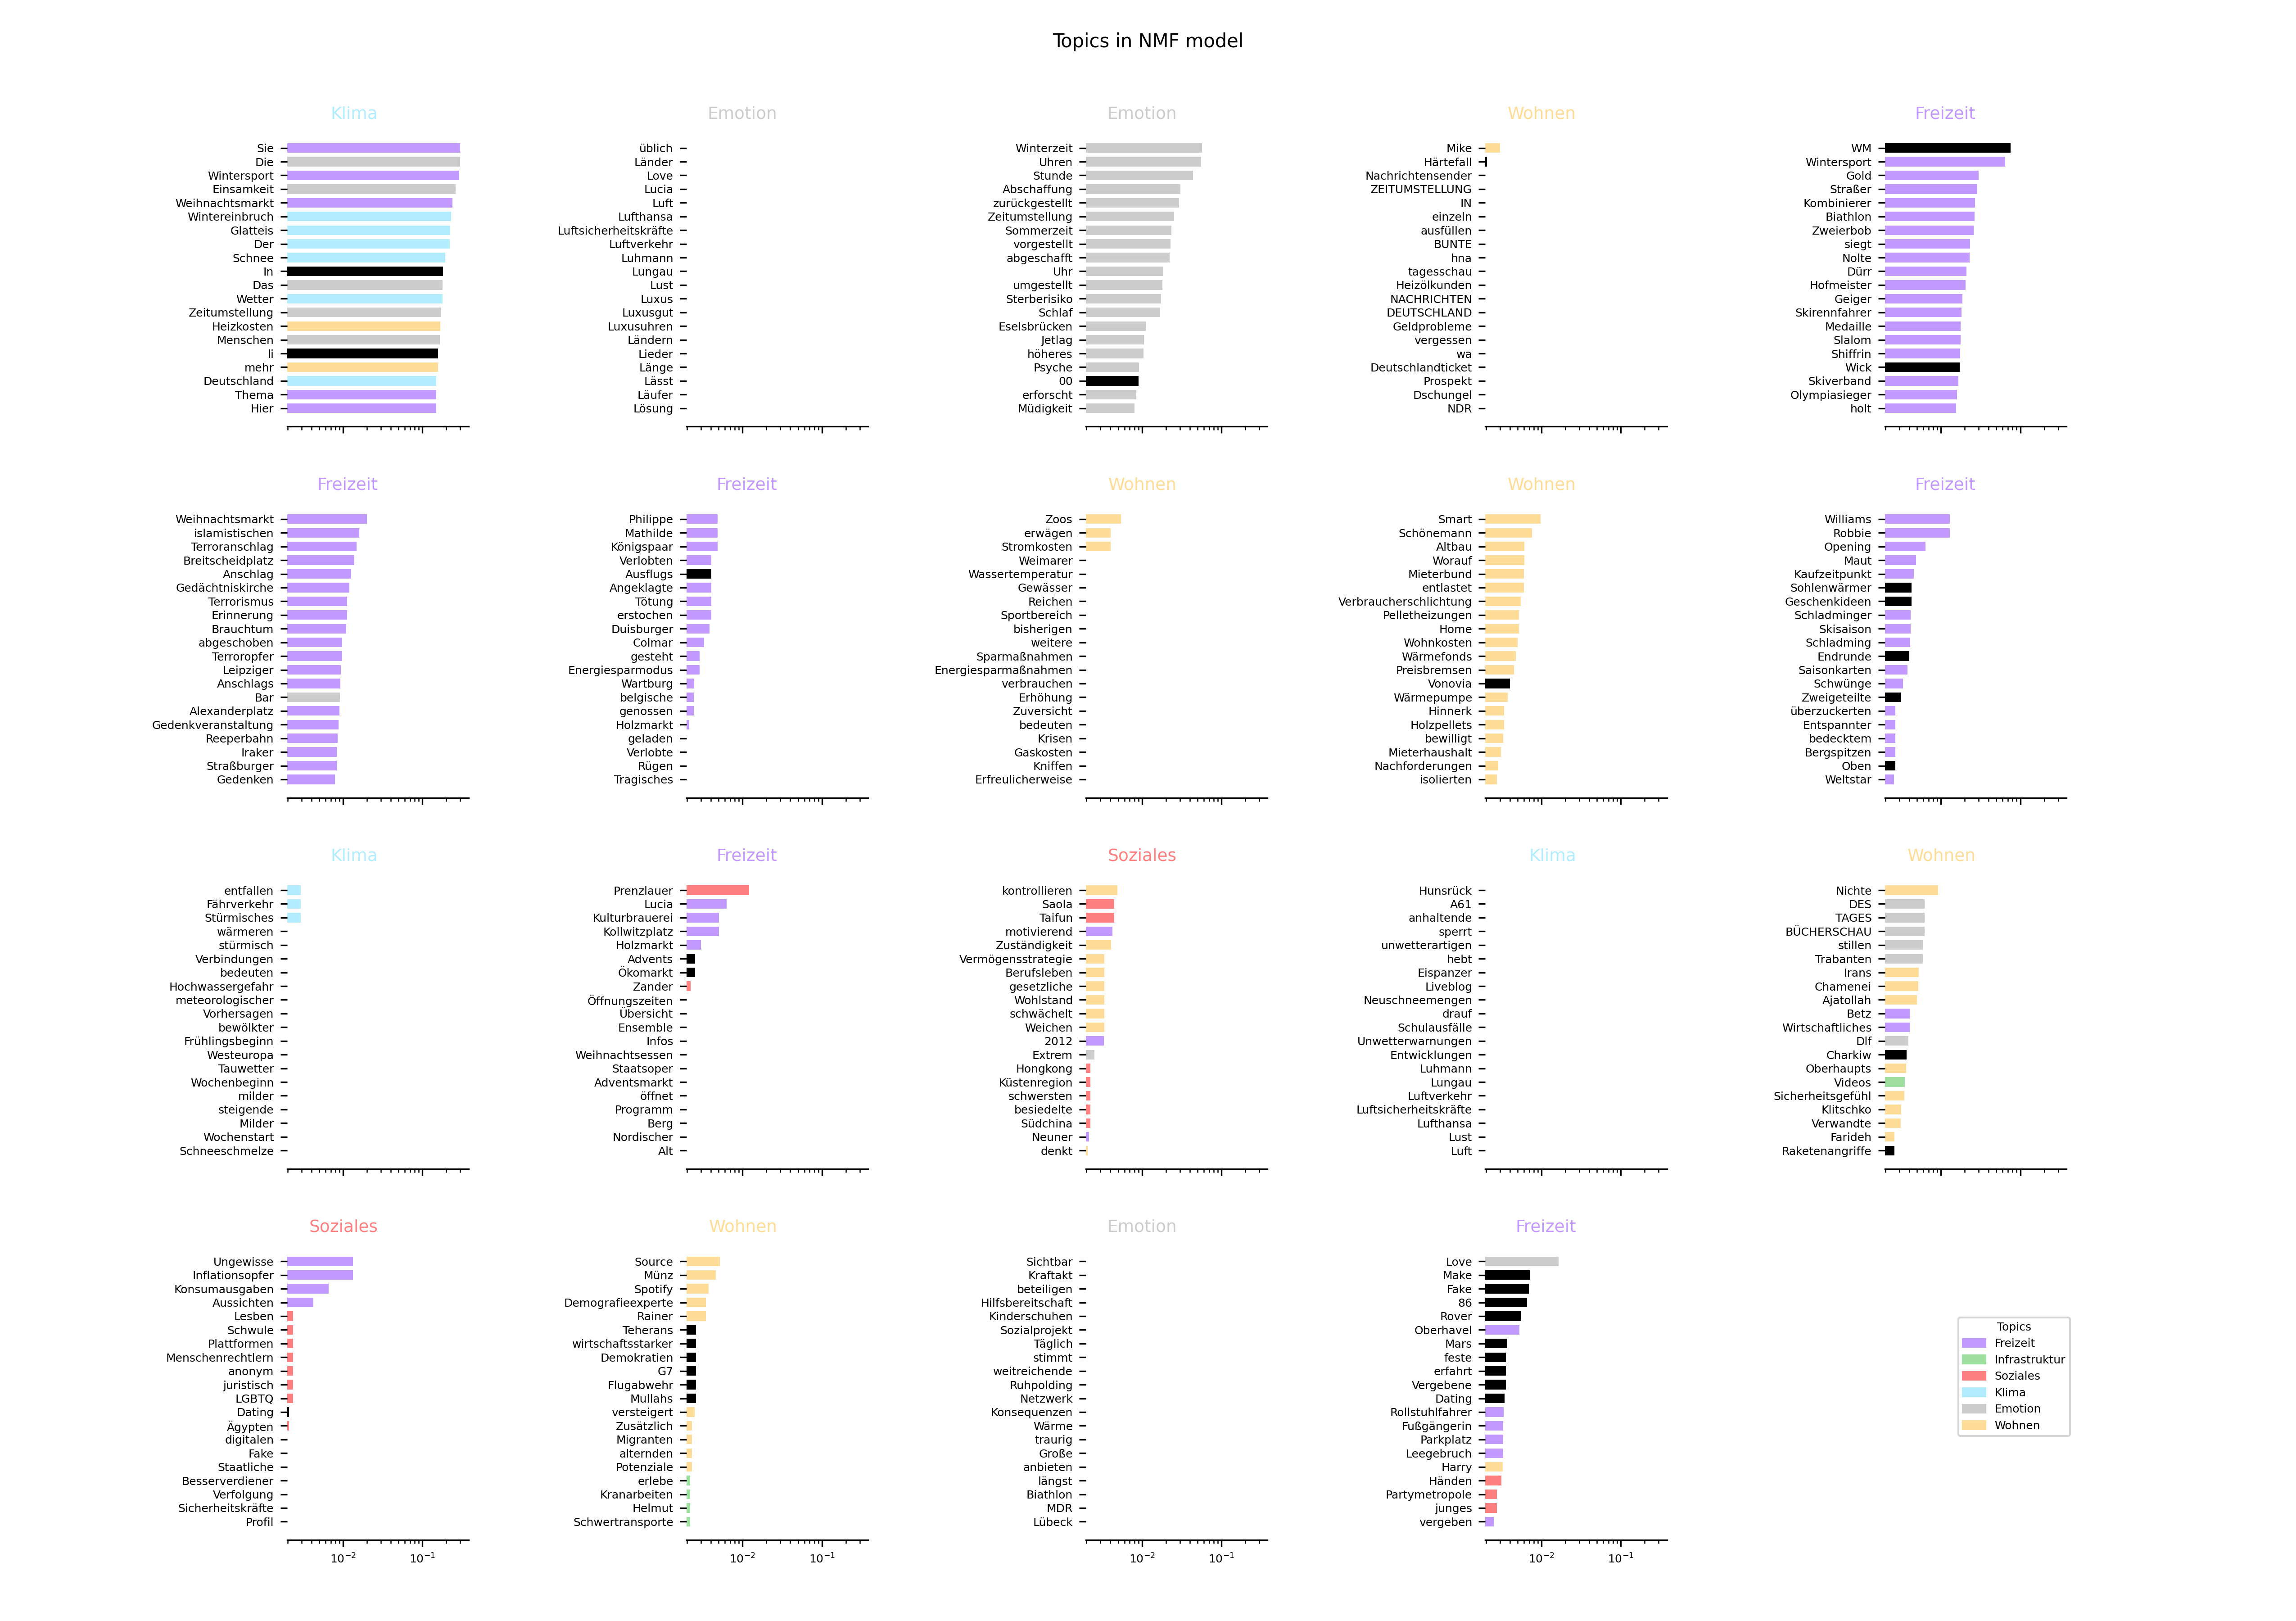 Topics in NMF model
Klima
Sie
Die
Wintersport
Einsamkeit
Weihnachtsmarkt
Wintereinbruch
Glatteis
Der
Schnee
In
Das
Wetter
Zeitumstellung
Heizkosten
Menschen
li
mehr
Deutschland
Thema
Hier
Emotion
üblich
Länder
Love
Lucia
Luft
Lufthansa
Luftsicherheitskräfte
Luftverkehr
Luhmann
Lungau
Lust
Luxus
Luxusgut
Luxusuhren
Ländern
Lieder
Länge
Lässt
Läufer
Lösung
Emotion
Winterzeit
Uhren
Stunde
Abschaffung
zurückgestellt
Zeitumstellung
Sommerzeit
vorgestellt
abgeschafft
Uhr
umgestellt
Sterberisiko
Schlaf
Eselsbrücken
Jetlag
höheres
Psyche
00
erforscht
Müdigkeit
Wohnen
Mike
Härtefall
Nachrichtensender
ZEITUMSTELLUNG
IN
einzeln
ausfüllen
BUNTE
hna
tagesschau
Heizölkunden
NACHRICHTEN
DEUTSCHLAND
Geldprobleme
vergessen
wa
Deutschlandticket
Prospekt
Dschungel
NDR
Freizeit
WM
Wintersport
Gold
Straßer
Kombinierer
Biathlon
Zweierbob
siegt
Nolte
Dürr
Hofmeister
Geiger
Skirennfahrer
Medaille
Slalom
Shiffrin
Wick
Skiverband
Olympiasieger
holt
Freizeit
Weihnachtsmarkt
islamistischen
Terroranschlag
Breitscheidplatz
Anschlag
Gedächtniskirche
Terrorismus
Erinnerung
Brauchtum
abgeschoben
Terroropfer
Leipziger
Anschlags
Bar
Alexanderplatz
Gedenkveranstaltung
Reeperbahn
Iraker
Straßburger
Gedenken
Freizeit
Philippe
Mathilde
Königspaar
Verlobten
Ausflugs
Angeklagte
Tötung
erstochen
Duisburger
Colmar
gesteht
Energiesparmodus
Wartburg
belgische
genossen
Holzmarkt
geladen
Verlobte
Rügen
Tragisches
Wohnen
Zoos
erwägen
Stromkosten
Weimarer
Wassertemperatur
Gewässer
Reichen
Sportbereich
bisherigen
weitere
Sparmaßnahmen
Energiesparmaßnahmen
verbrauchen
Erhöhung
Zuversicht
bedeuten
Krisen
Gaskosten
Kniffen
Erfreulicherweise
Wohnen
Smart
Schönemann
Altbau
Worauf
Mieterbund
entlastet
Verbraucherschlichtung
Pelletheizungen
Home
Wohnkosten
Wärmefonds
Preisbremsen
Vonovia
Wärmepumpe
Hinnerk
Holzpellets
bewilligt
Mieterhaushalt
Nachforderungen
isolierten
Freizeit
Williams
Robbie
Opening
Maut
Kaufzeitpunkt
Sohlenwärmer
Geschenkideen
Schladminger
Skisaison
Schladming
Endrunde
Saisonkarten
Schwünge
Zweigeteilte
überzuckerten
Entspannter
bedecktem
Bergspitzen
Oben
Weltstar
Klima
entfallen
Fährverkehr
Stürmisches
wärmeren
stürmisch
Verbindungen
bedeuten
Hochwassergefahr
meteorologischer
Vorhersagen
bewölkter
Frühlingsbeginn
Westeuropa
Tauwetter
Wochenbeginn
milder
steigende
Milder
Wochenstart
Schneeschmelze
Freizeit
Prenzlauer
Lucia
Kulturbrauerei
Kollwitzplatz
Holzmarkt
Advents
Ökomarkt
Zander
Öffnungszeiten
Übersicht
Ensemble
Infos
Weihnachtsessen
Staatsoper
Adventsmarkt
öffnet
Programm
Berg
Nordischer
Alt
Soziales
kontrollieren
Saola
Taifun
motivierend
Zuständigkeit
Vermögensstrategie
Berufsleben
gesetzliche
Wohlstand
schwächelt
Weichen
2012
Extrem
Hongkong
Küstenregion
schwersten
besiedelte
Südchina
Neuner
denkt
Klima
Hunsrück
A61
anhaltende
sperrt
unwetterartigen
hebt
Eispanzer
Liveblog
Neuschneemengen
drauf
Schulausfälle
Unwetterwarnungen
Entwicklungen
Luhmann
Lungau
Luftverkehr
Luftsicherheitskräfte
Lufthansa
Lust
Luft
Wohnen
Nichte
DES
TAGES
BÜCHERSCHAU
stillen
Trabanten
Irans
Chamenei
Ajatollah
Betz
Wirtschaftliches
Dlf
Charkiw
Oberhaupts
Videos
Sicherheitsgefühl
Klitschko
Verwandte
Farideh
Raketenangriffe
Soziales
Ungewisse
Inflationsopfer
Konsumausgaben
Aussichten
Lesben
Schwule
Plattformen
Menschenrechtlern
anonym
juristisch
LGBTQ
Dating
Ägypten
digitalen
Fake
Staatliche
Besserverdiener
Verfolgung
Sicherheitskräfte
Profil
10⁻² 10⁻¹
Wohnen
Source
Münz
Spotify
Demografieexperte
Rainer
Teherans
wirtschaftsstarker
Demokratien
G7
Flugabwehr
Mullahs
versteigert
Zusätzlich
Migranten
alternden
Potenziale
erlebe
Kranarbeiten
Helmut
Schwertransporte
10⁻² 10⁻¹
Emotion
Sichtbar
Kraftakt
beteiligen
Hilfsbereitschaft
Kinderschuhen
Sozialprojekt
Täglich
stimmt
weitreichende
Ruhpolding
Netzwerk
Konsequenzen
Wärme
traurig
Große
anbieten
längst
Biathlon
MDR
Lübeck
10⁻² 10⁻¹
Freizeit
Love
Make
Fake
86
Rover
Oberhavel
Mars
feste
erfahrt
Vergebene
Dating
Rollstuhlfahrer
Fußgängerin
Parkplatz
Leegebruch
Harry
Händen
Partymetropole
junges
vergeben
10⁻² 10⁻¹
Topics
Freizeit
Infrastruktur
Soziales
Klima
Emotion
Wohnen